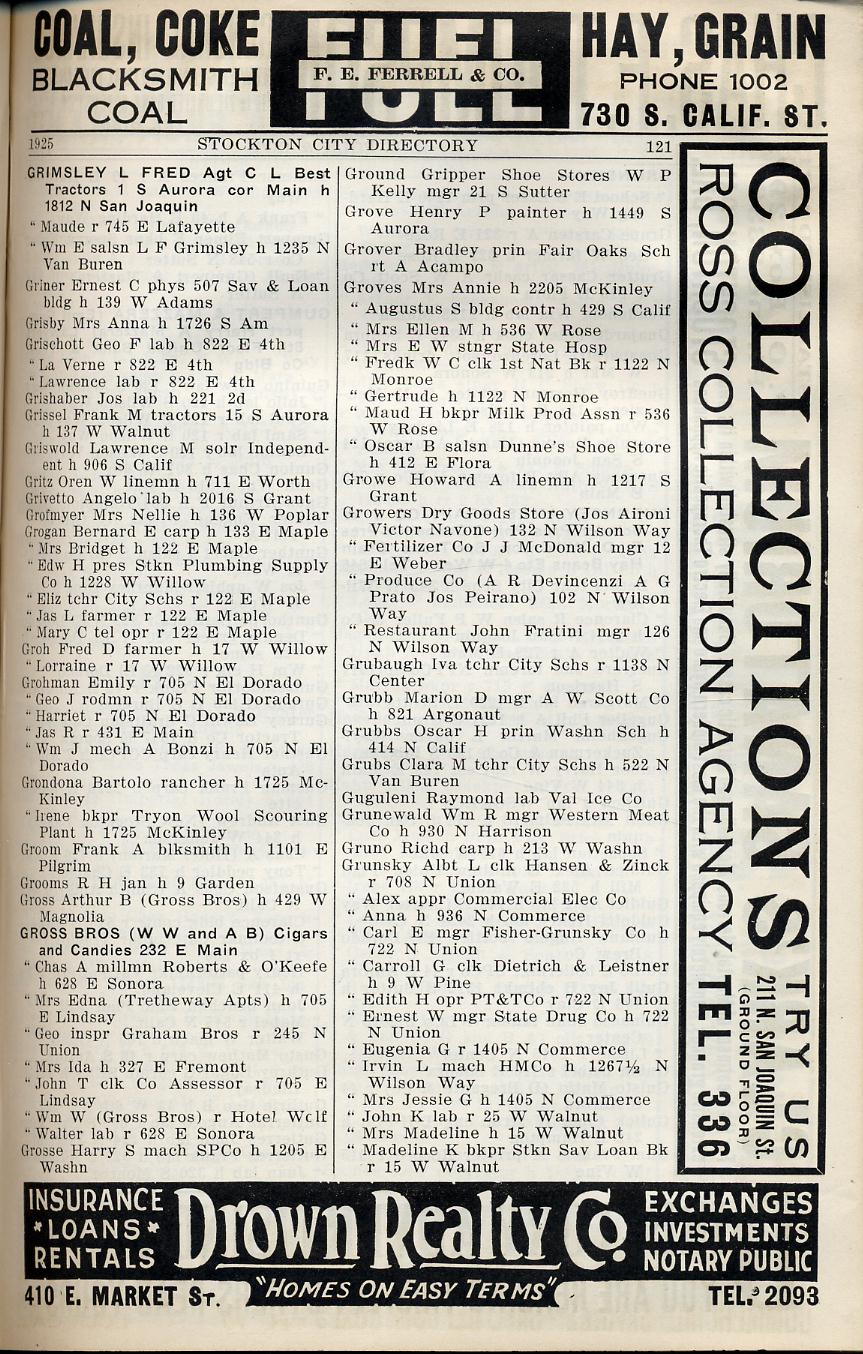 COAL, COKE
BLACKSMITH
COAL
FUEL
F. E. FERRELL & CO.
HAY, GRAIN
PHONE 1002
730 S. CALIF. ST.
1925 STOCKTON CITY DIRECTORY 121
GRIMSLEY L FRED Agt C L Best
Tractors 1 S Aurora cor Main h
1812 N San Joaquin
" Maude r 745 E Lafayette
" Wm E salsn L F Grimsley h 1235 N
Van Buren
Griner Ernest C phys 507 Sav & Loan
bldg h 139 W Adams
Grisby Mrs Anna h 1726 S Am
Grischott Geo F lab h 822 E 4th
" La Verne r 822 E 4th
" Lawrence lab r 822 E 4th
Grishaber Jos lab h 221 2d
Grissel Frank M tractors 15 S Aurora
h 137 W Walnut
Griswold Lawrence M solr Independ-
ent h 906 S Calif
Gritz Oren W linemn h 711 E Worth
Grivetto Angelo lab h 2016 S Grant
Grofmyer Mrs Nellie h 136 W Poplar
Grogan Bernard E carp h 133 E Maple
" Mrs Bridget h 122 E Maple
" Edw H pres Stkn Plumbing Supply
Co h 1228 W Willow
" Eliz tchr City Schs r 122 E Maple
" Jas L farmer r 122 E Maple
" Mary C tel opr r 122 E Maple
Groh Fred D farmer h 17 W Willow
" Lorraine r 17 W Willow
Grohman Emily r 705 N El Dorado
" Geo J rodmn r 705 N El Dorado
" Harriet r 705 N El Dorado
" Jas R r 431 E Main
" Wm J mech A Bonzi h 705 N El
Dorado
Grondona Bartolo rancher h 1725 Mc-
Kinley
" Irene bkpr Tryon Wool Scouring
Plant h 1725 McKinley
Groom Frank A blksmith h 1101 E
Pilgrim
Grooms R H jan h 9 Garden
Gross Arthur B (Gross Bros) h 429 W
Magnolia
GROSS BROS (W W and A B) Cigars
and Candies 232 E Main
" Chas A millmn Roberts & O'Keefe
h 628 E Sonora
" Mrs Edna (Tretheway Apts) h 705
E Lindsay
" Geo inspr Graham Bros r 245 N
Union
" Mrs Ida h 327 E Fremont
" John T clk Co Assessor r 705 E
Lindsay
" Wm W (Gross Bros) r Hotel Wolf
" Walter lab r 628 E Sonora
Grosse Harry S mach SPCo h 1205 E
Washn
Ground Gripper Shoe Stores W P
Kelly mgr 21 S Sutter
Grove Henry P painter h 1449 S
Aurora
Grover Bradley prin Fair Oaks Sch
rt A Acampo
Groves Mrs Annie h 2205 McKinley
" Augustus S bldg contr h 429 S Calif
" Mrs Ellen M h 536 W Rose
" Mrs E W stngr State Hosp
" Fredk W C clk 1st Nat Bk r 1122 N
Monroe
" Gertrude h 1122 N Monroe
" Maud H bkpr Milk Prod Assn r 536
W Rose
" Oscar B salsn Dunne's Shoe Store
h 412 E Flora
Growe Howard A linemn h 1217 S
Grant
Growers Dry Goods Store (Jos Aironi
Victor Navone) 132 N Wilson Way
" Fertilizer Co J J McDonald mgr 12
E Weber
" Produce Co (A R Devincenzi A G
Prato Jos Peirano) 102 N Wilson
Way
" Restaurant John Fratini mgr 126
N Wilson Way
Grubaugh Iva tchr City Schs r 1138 N
Center
Grubb Marion D mgr A W Scott Co
h 821 Argonaut
Grubbs Oscar H prin Washn Sch h
414 N Calif
Grubs Clara M tchr City Schs h 522 N
Van Buren
Guguleni Raymond lab Val Ice Co
Grunewald Wm R mgr Western Meat
Co h 930 N Harrison
Gruno Richd carp h 213 W Washn
Grunsky Albt L clk Hansen & Zinck
r 708 N Union
" Alex appr Commercial Elec Co
" Anna h 936 N Commerce
" Carl E mgr Fisher-Grunsky Co h
722 N Union
" Carroll G clk Dietrich & Leistner
h 9 W Pine
" Edith H opr PT&TCo r 722 N Union
" Ernest W mgr State Drug Co h 722
N Union
" Eugenia G r 1405 N Commerce
" Irvin L mach HMCo h 1267½ N
Wilson Way
" Mrs Jessie G h 1405 N Commerce
" John K lab r 25 W Walnut
" Mrs Madeline h 15 W Walnut
" Madeline K bkpr Stkn Sav Loan Bk
r 15 W Walnut
COLLECTIONS TRY US
211 N. SAN JOAQUIN St.
(GROUND FLOOR)
ROSS COLLECTION AGENCY TEL. 336
INSURANCE
*LOANS*
RENTALS
Drown Realty Co.
EXCHANGES
INVESTMENTS
NOTARY PUBLIC
410 E. MARKET ST.
"HOMES ON EASY TERMS"
TEL. 2093